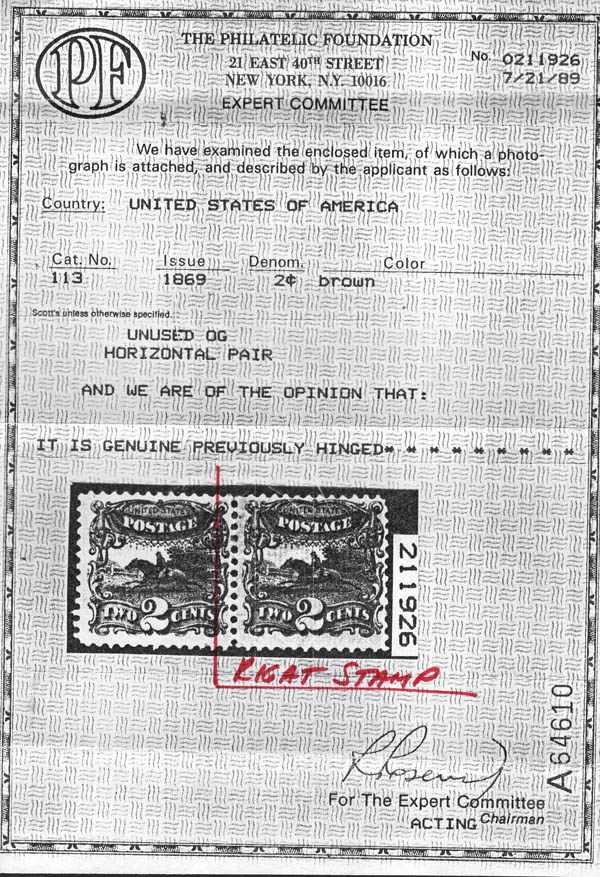 PF
THE PHILATELIC FOUNDATION
21 EAST 40TH STREET
NEW YORK, N.Y. 10016
EXPERT COMMITTEE
No. 0211926
7/21/89
We have examined the enclosed item, of which a photo-
graph is attached, and described by the applicant as follows:
Country: UNITED STATES OF AMERICA
Cat. No. Issue Denom. Color
113 1869 2¢ brown
Scott's unless otherwise specified.
UNUSED OG
HORIZONTAL PAIR
AND WE ARE OF THE OPINION THAT:
IT IS GENUINE PREVIOUSLY HINGED* * * * * * * * *
UNITED STATES UNITED STATES
POSTAGE POSTAGE
TWO 2 CENTS TWO 2 CENTS
211926
RIGHT STAMP
A64610
For The Expert Committee
ACTING Chairman